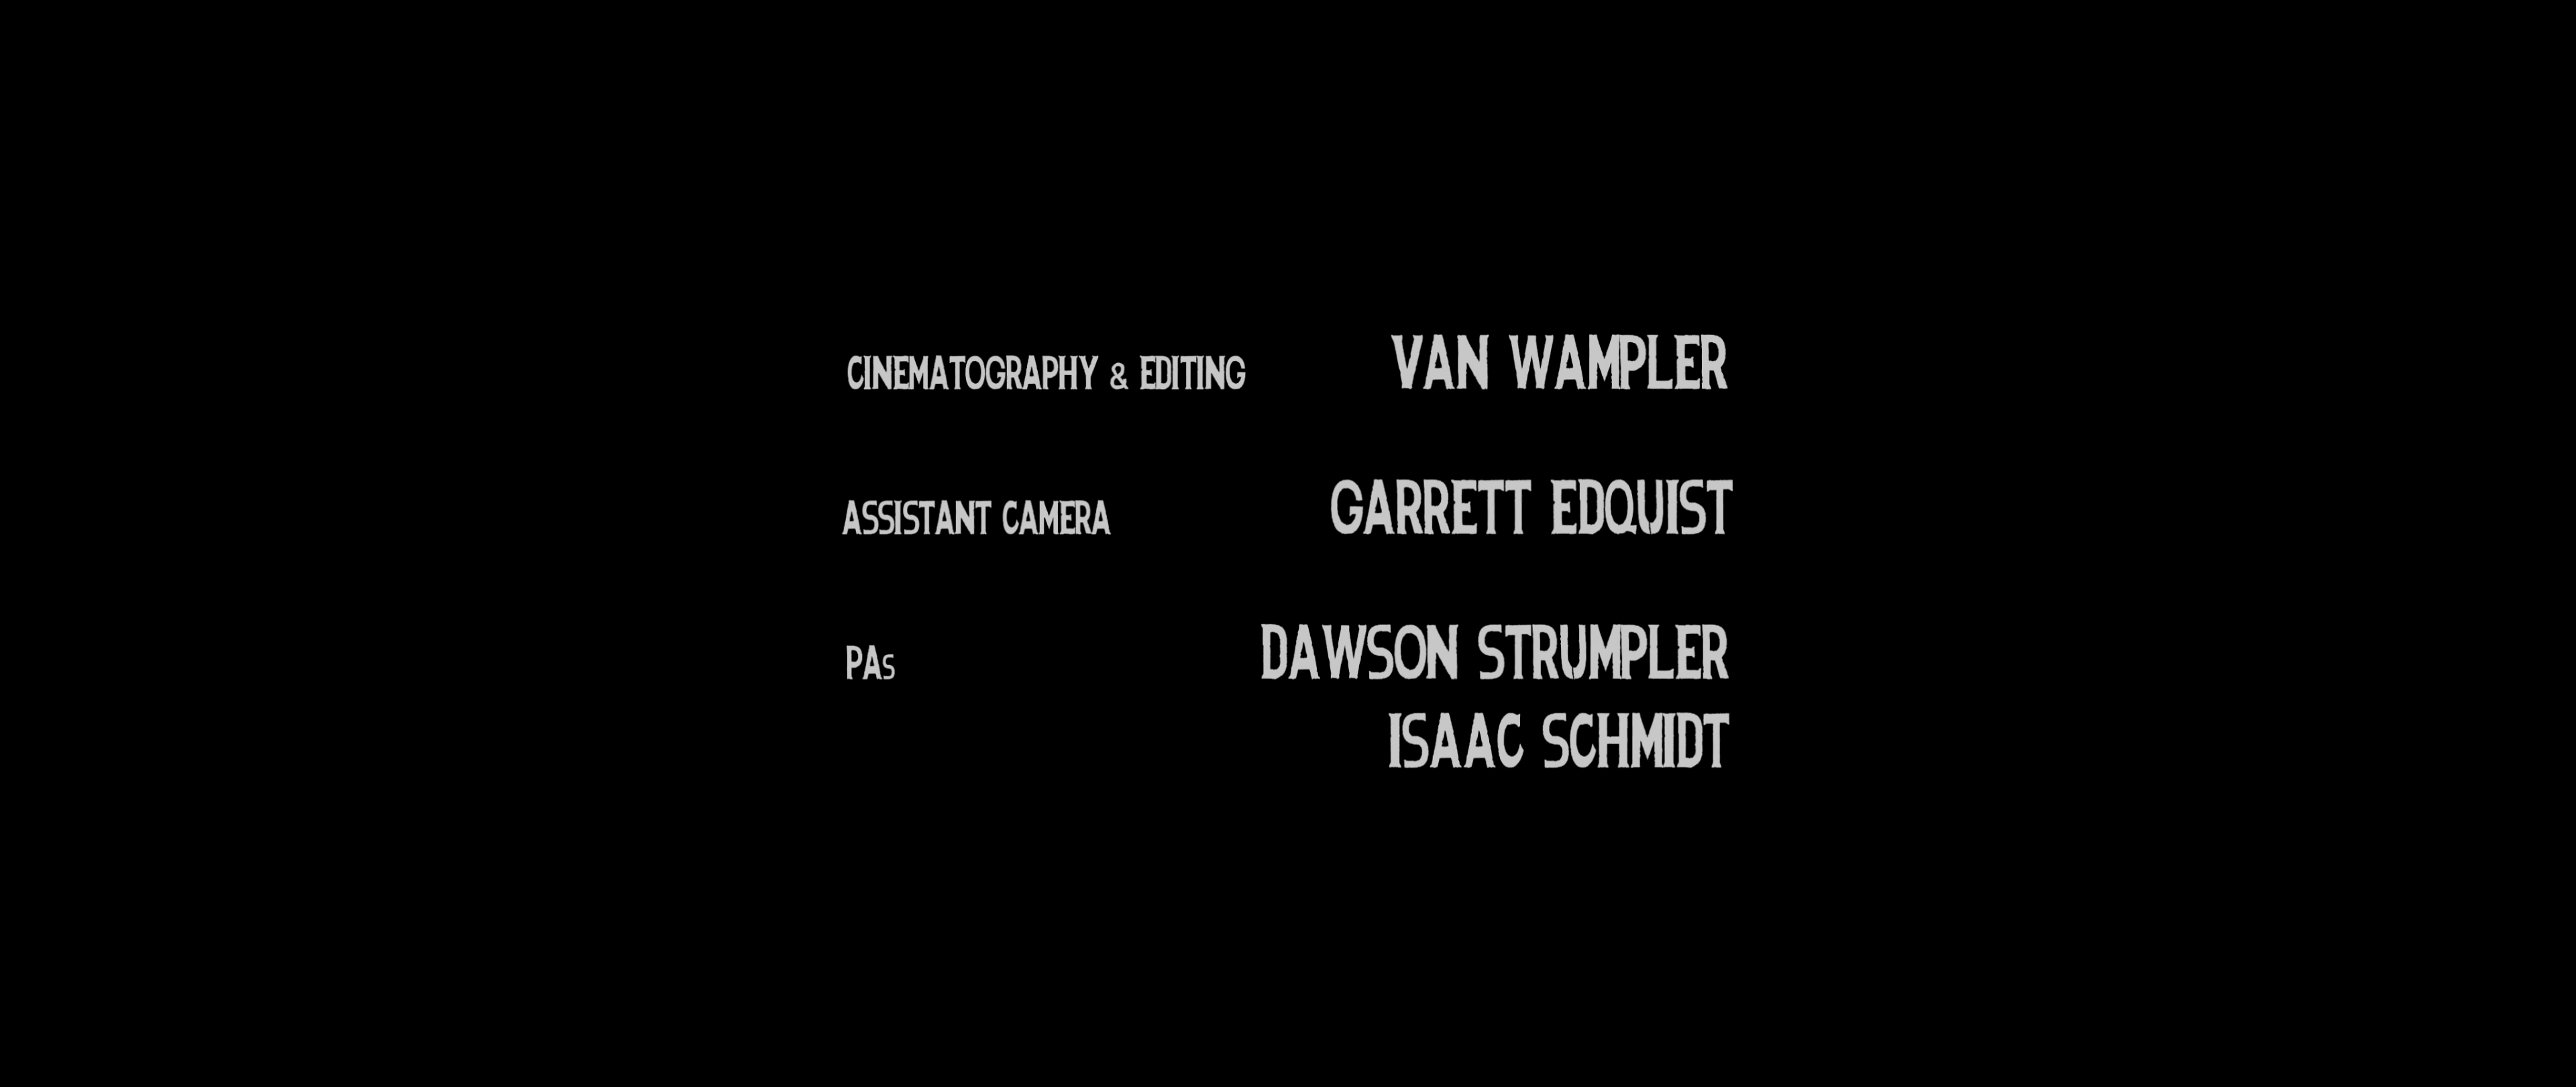 CINEMATOGRAPHY & EDITING VAN WAMPLER
ASSISTANT CAMERA GARRETT EDQUIST
PAs DAWSON STRUMPLER
ISAAC SCHMIDT